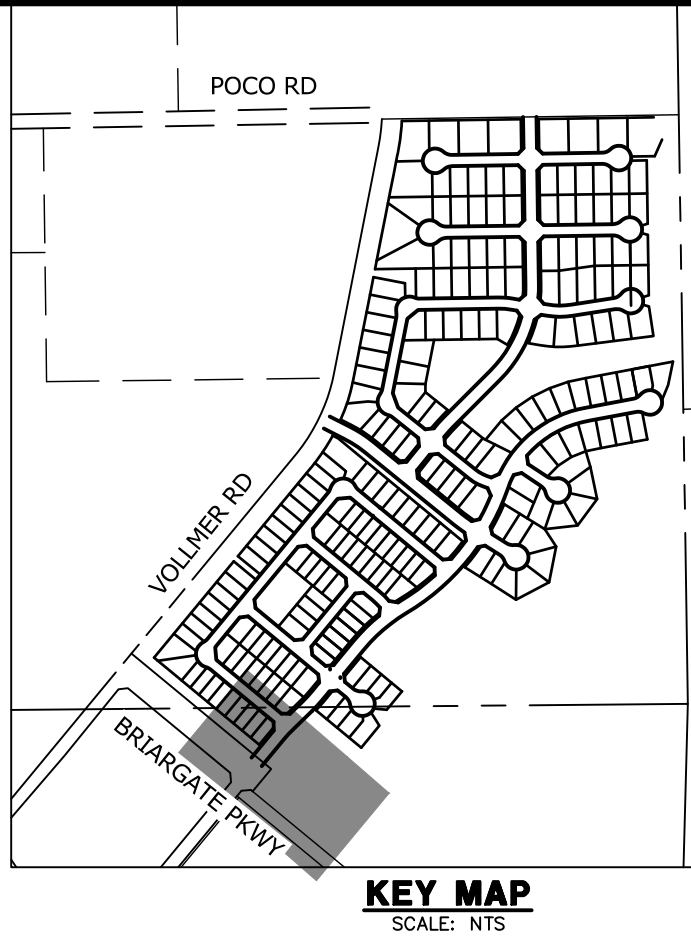 POCO RD
VOLLMER RD
BRIARGATE PKWY
KEY MAP
SCALE: NTS